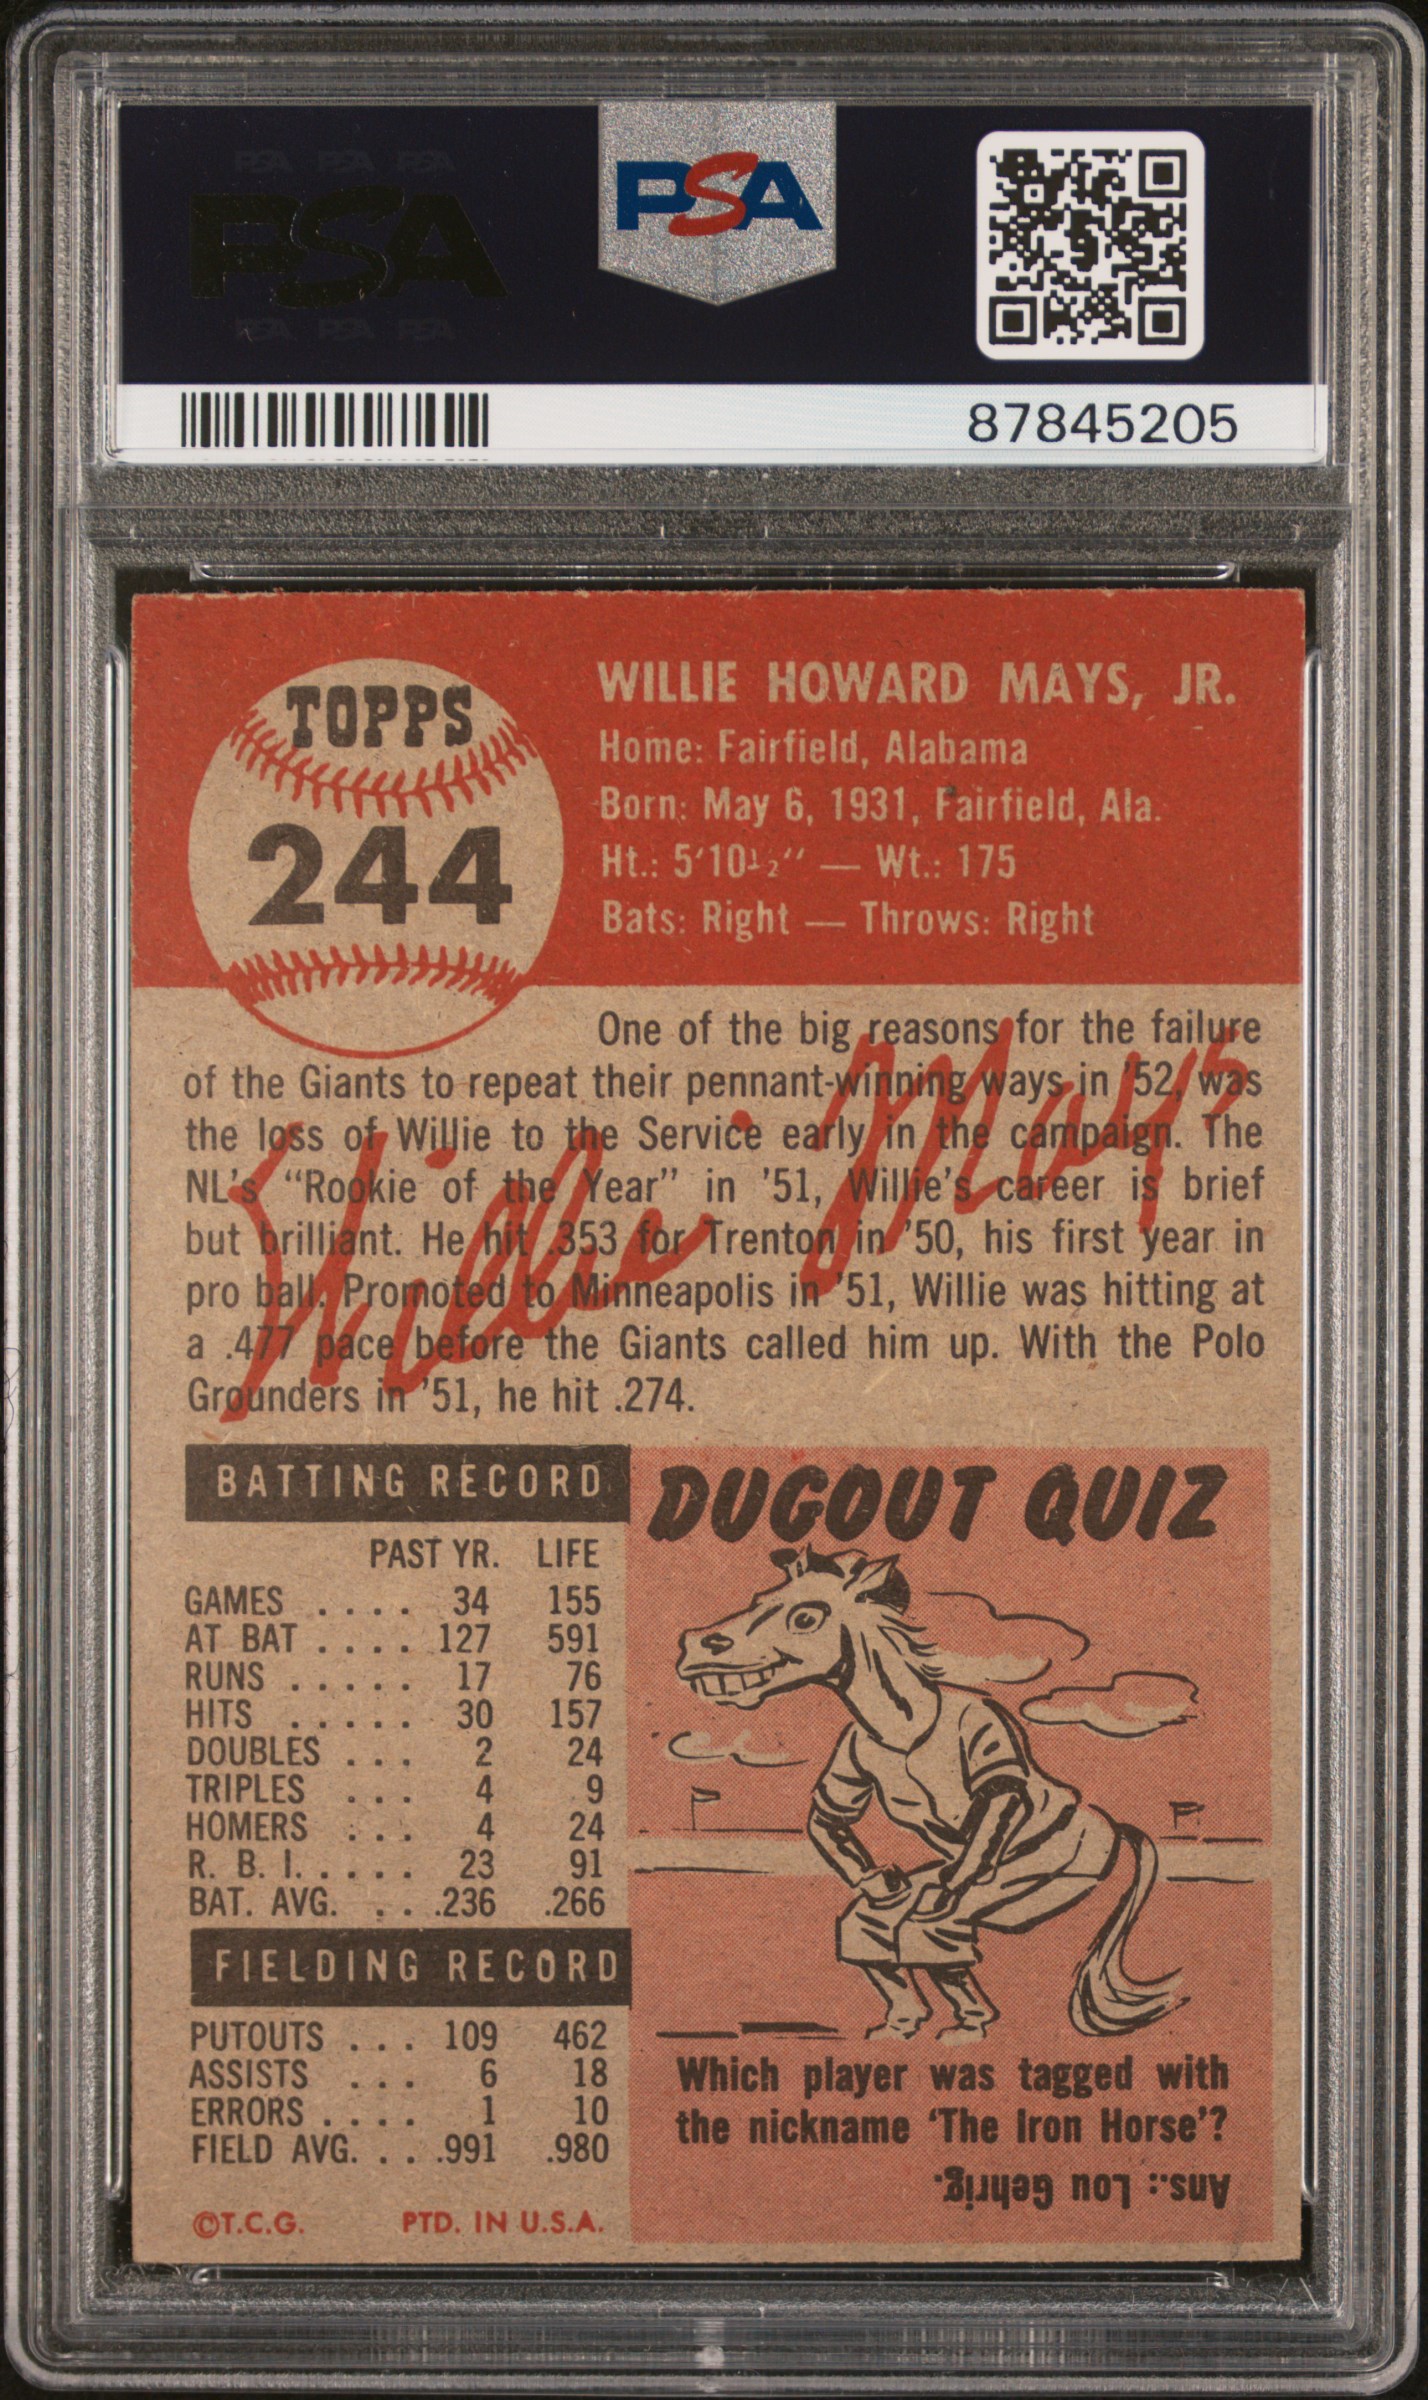 PSA PSA PSA
PSA
PSA PSA PSA
PSA
87845205
TOPPS
244
WILLIE HOWARD MAYS, JR.
Home: Fairfield, Alabama
Born: May 6, 1931, Fairfield, Ala.
Ht.: 5'10½" — Wt.: 175
Bats: Right — Throws: Right
One of the big reasons for the failure
of the Giants to repeat their pennant-winning ways in '52, was
the loss of Willie to the Service early in the campaign. The
NL's "Rookie of the Year" in '51, Willie's career is brief
but brilliant. He hit .353 for Trenton in '50, his first year in
pro ball. Promoted to Minneapolis in '51, Willie was hitting at
a .477 pace before the Giants called him up. With the Polo
Grounders in '51, he hit .274.
Willie Mays
BATTING RECORD
PAST YR. LIFE
GAMES . . . . 34 155
AT BAT . . . . 127 591
RUNS . . . . . 17 76
HITS . . . . . 30 157
DOUBLES . . . 2 24
TRIPLES . . . 4 9
HOMERS . . . 4 24
R. B. I. . . . . 23 91
BAT. AVG. . . . .236 .266
FIELDING RECORD
PUTOUTS . . . 109 462
ASSISTS . . . 6 18
ERRORS . . . . 1 10
FIELD AVG. . . . .991 .980
©T.C.G. PTD. IN U.S.A.
DUGOUT QUIZ
Which player was tagged with
the nickname 'The Iron Horse'?
Ans.: Lou Gehrig.